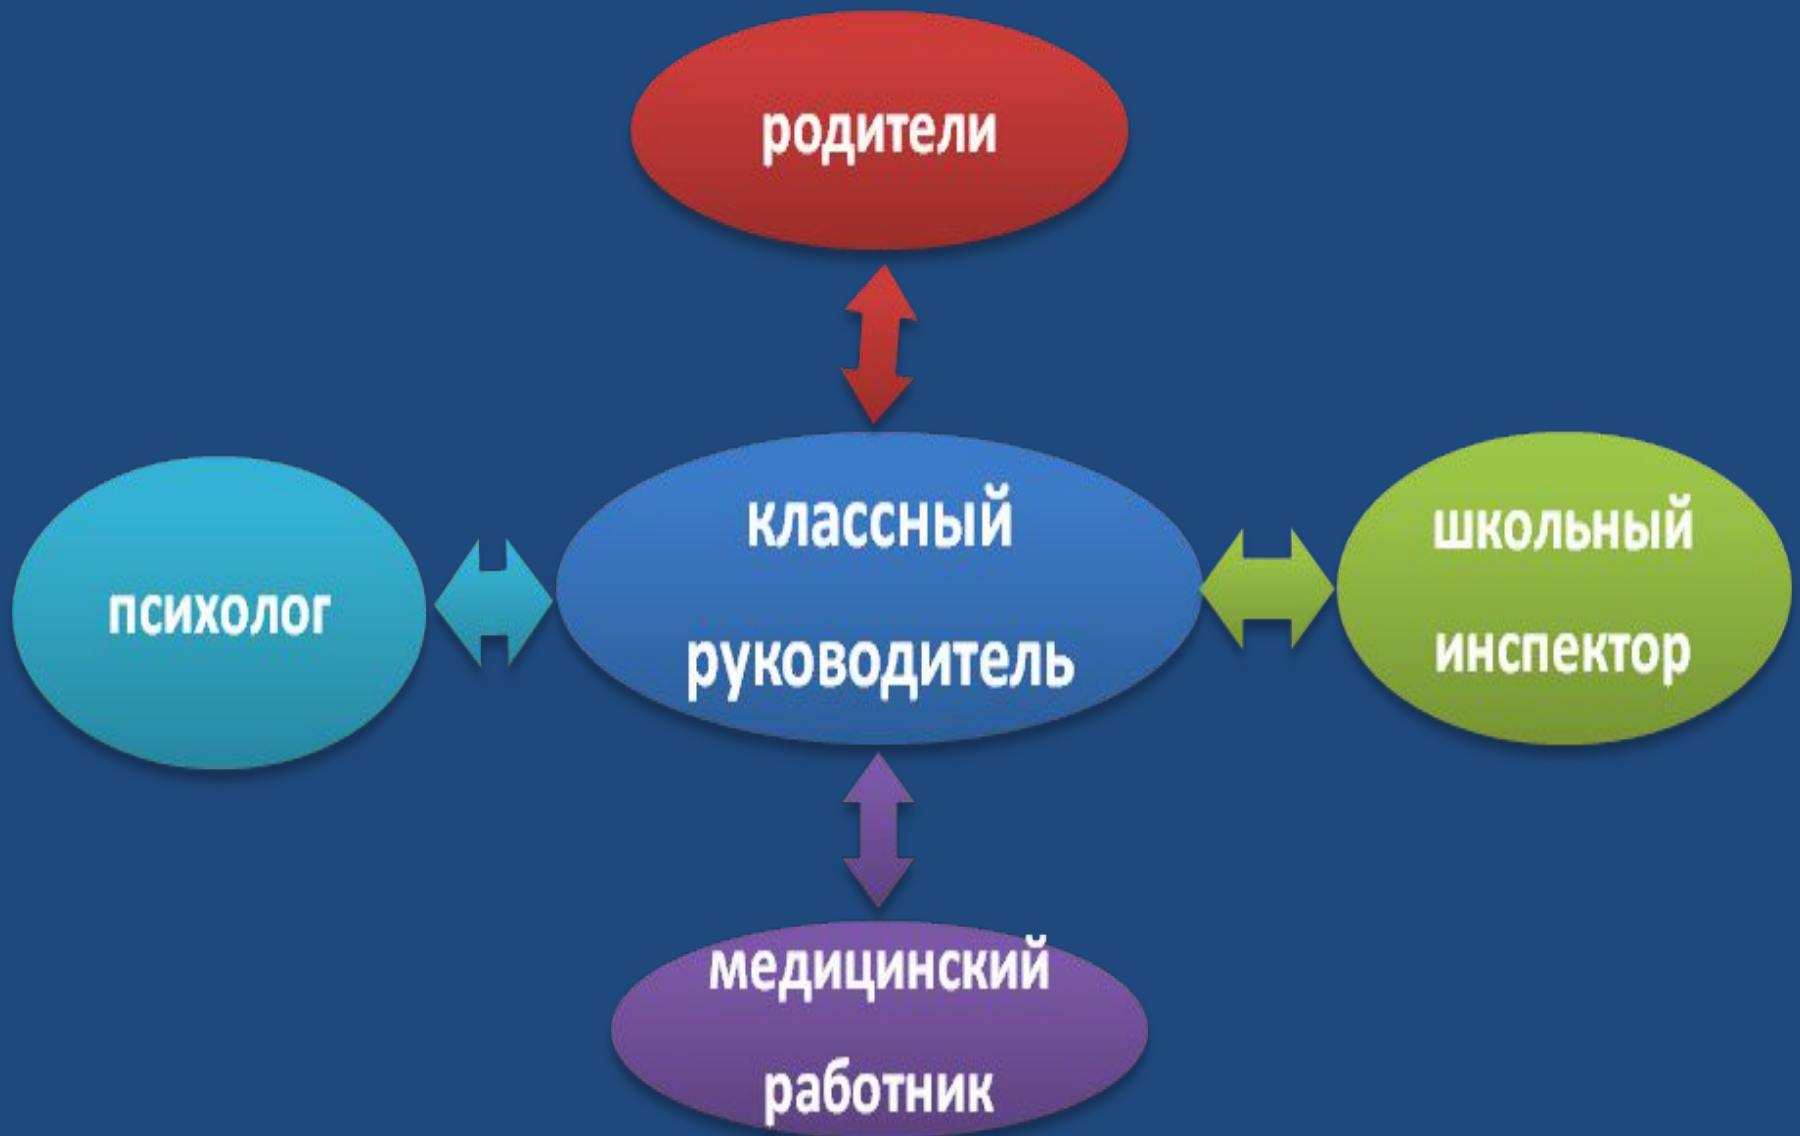 родители
психолог
классный
руководитель
школьный
инспектор
медицинский
работник